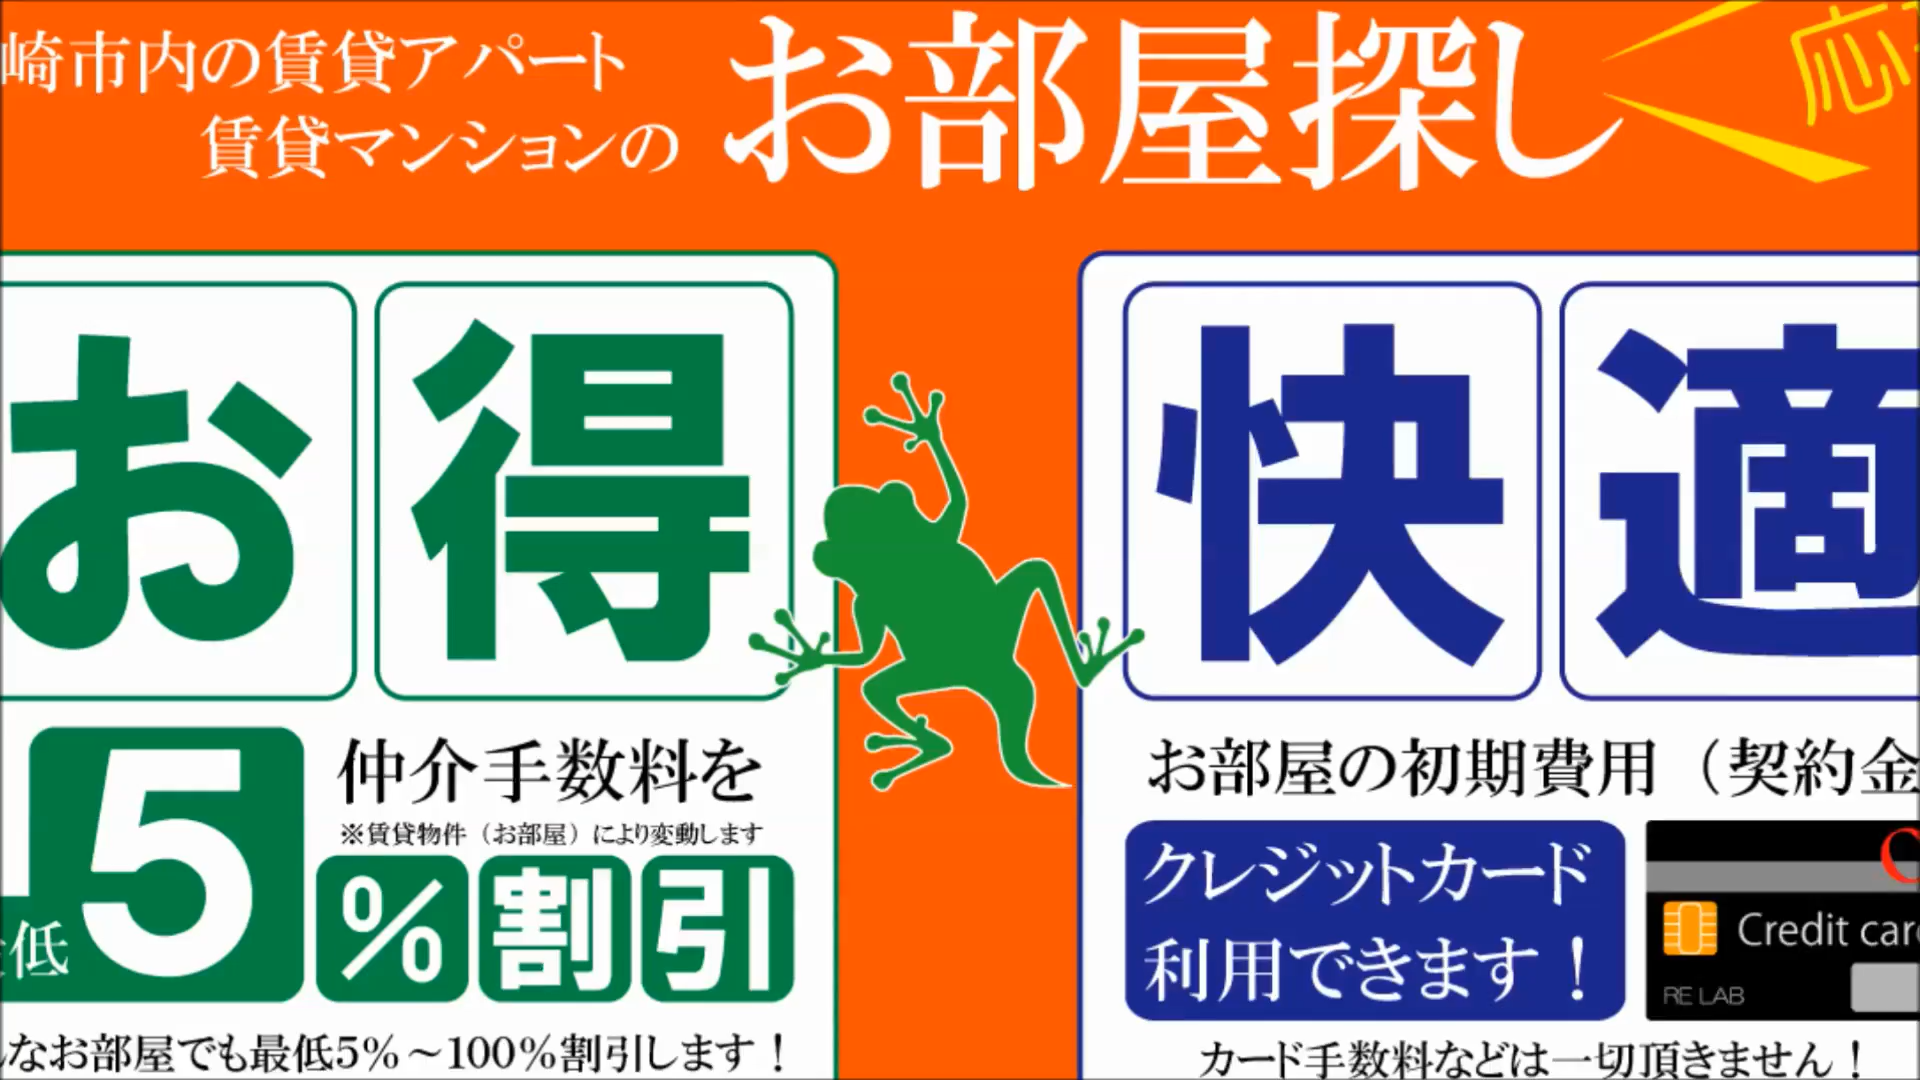 崎市内の賃貸アパート
賃貸マンションの
お部屋探し
応
お得
快適
5
低
仲介手数料を
※賃貸物件（お部屋）により変動します
%割引
なお部屋でも最低5%～100%割引します！
お部屋の初期費用（契約金
クレジットカード
利用できます！
Credit car
RE LAB
カード手数料などは一切頂きません！